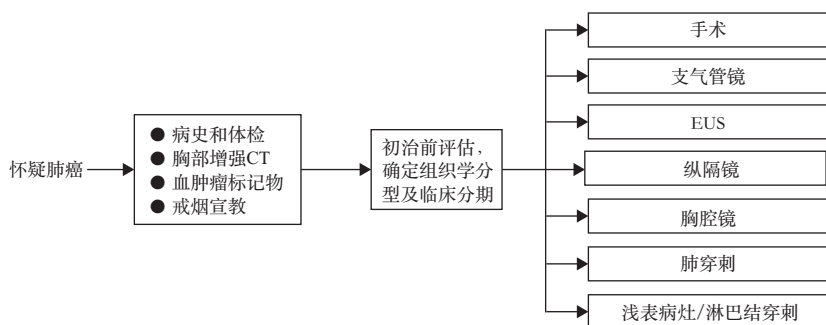 怀疑肺癌
● 病史和体检
● 胸部增强CT
● 血肿瘤标记物
● 戒烟宣教
初治前评估，
确定组织学分
型及临床分期
手术
支气管镜
EUS
纵隔镜
胸腔镜
肺穿刺
浅表病灶/淋巴结穿刺